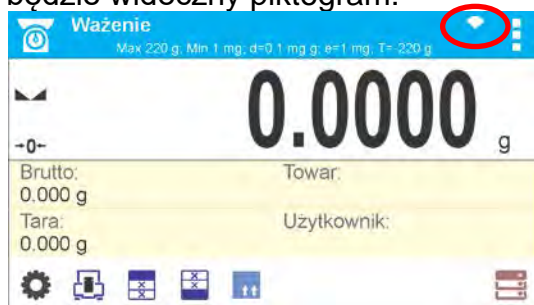 będzie widoczny piktogram.
Ważenie
Max 220 g; Min 1 mg; d=0.1 mg g; e=1 mg; T=-220 g
0.0000 g
→0←
Brutto:
0.000 g
Towar:
Tara:
0.000 g
Użytkownik: